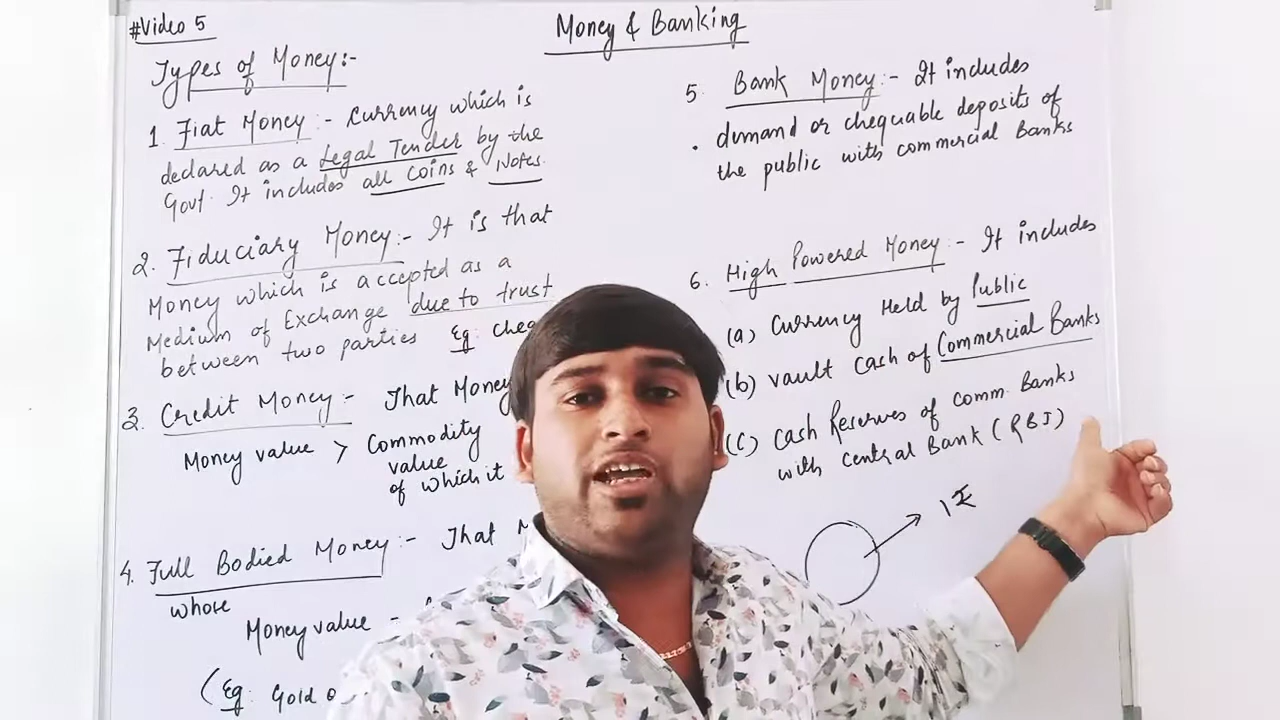 #Video 5
Money & Banking
Types of Money:-
1. Fiat Money:- Currency which is
declared as a Legal Tender by the
Govt. It includes all Coins & Notes.
2. Fiduciary Money:- It is that
Money which is accepted as a
Medium of Exchange due to trust
between two parties Eg: cheq
3. Credit Money:- That Money
Money value > Commodity
value
of which it
4. Full Bodied Money:- That M
whose
Money value =
(Eg: Gold o
5. Bank Money:- It includes
demand or chequable deposits of
the public with commercial Banks
6. High Powered Money:- It includes
(a) Currency Held by Public
(b) vault cash of Commercial Banks
(C) Cash Reserves of comm. Banks
with central Bank (RBI)
1₹